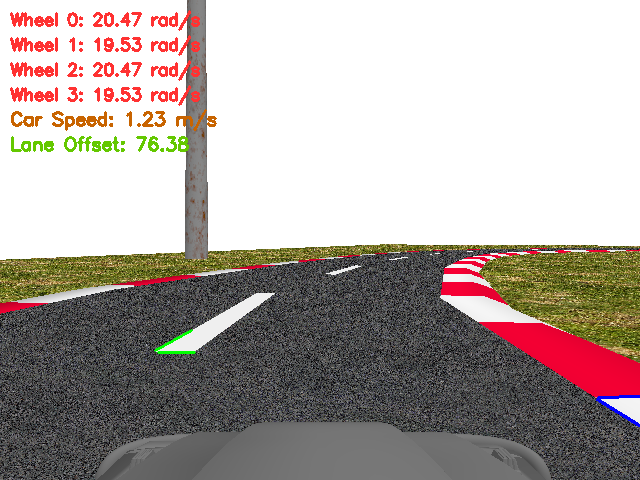 Wheel 0: 20.47 rad/s
Wheel 1: 19.53 rad/s
Wheel 2: 20.47 rad/s
Wheel 3: 19.53 rad/s
Car Speed: 1.23 m/s
Lane Offset: 76.38